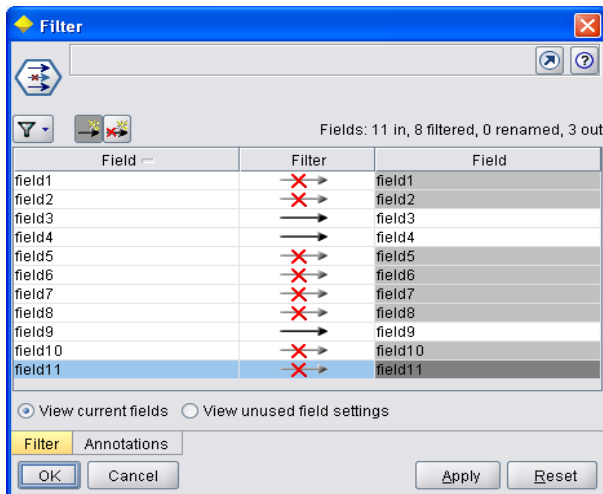 Filter
Fields: 11 in, 8 filtered, 0 renamed, 3 out
Field Filter Field
field1 field1
field2 field2
field3 field3
field4 field4
field5 field5
field6 field6
field7 field7
field8 field8
field9 field9
field10 field10
field11 field11
View current fields View unused field settings
Filter Annotations
OK Cancel Apply Reset